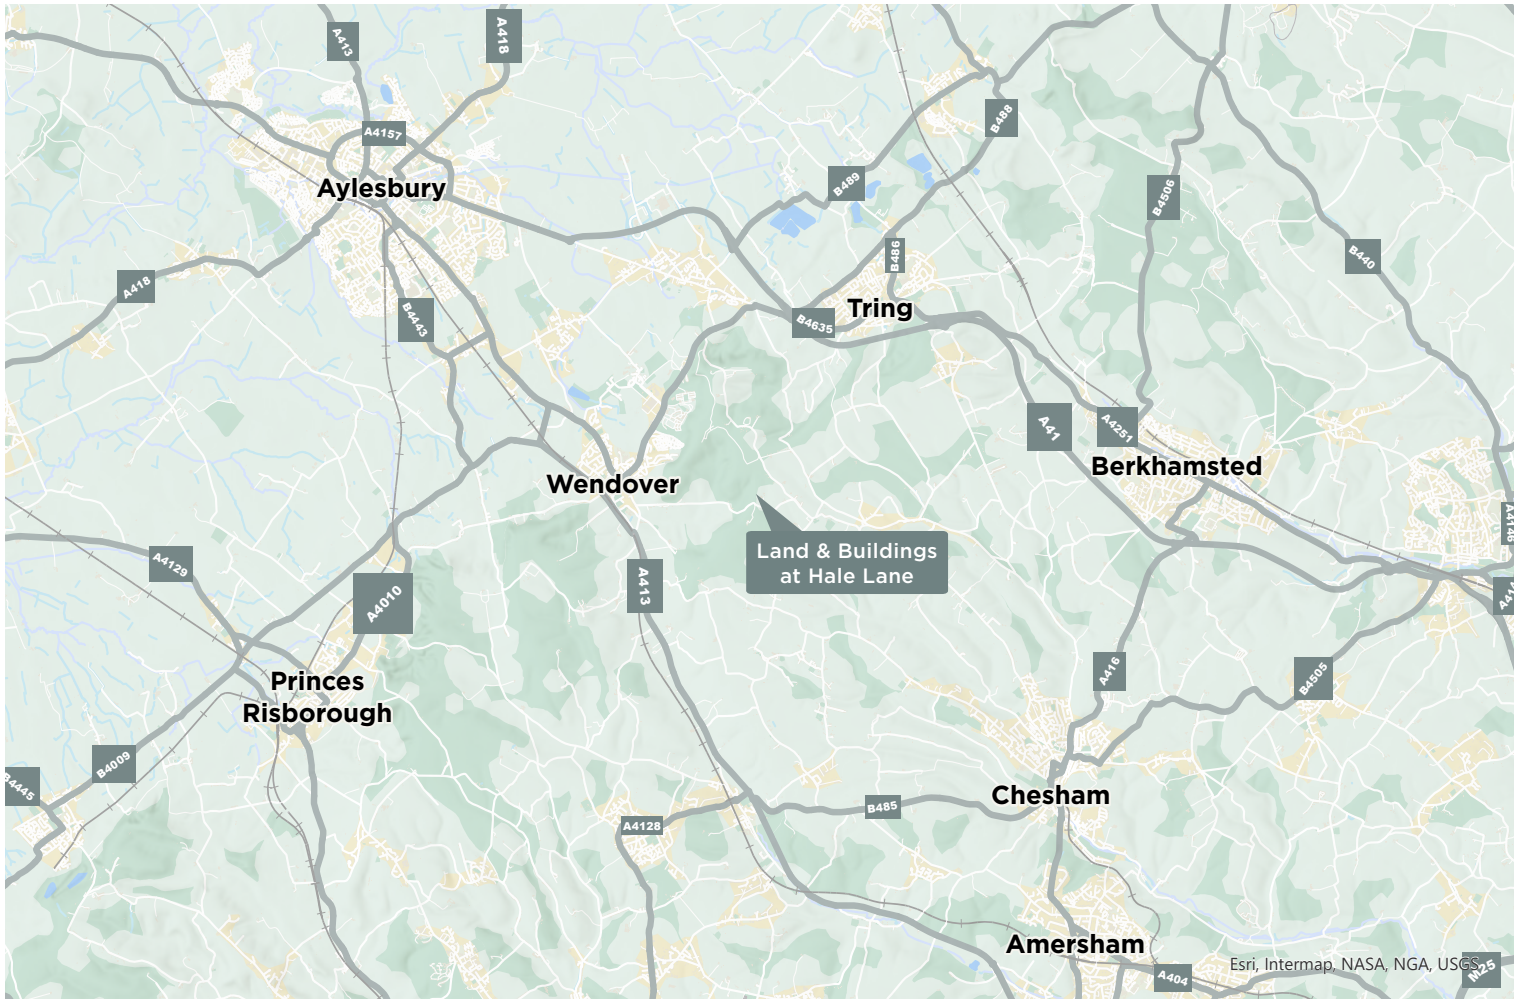 A413
A418
A4157
B488
Aylesbury
B489
B4506
B486
B440
A418
Tring
B4443
B4635
A41
A4251
Berkhamsted
Wendover
A4146
Land & Buildings
at Hale Lane
A4129
A413
A4010
A414
A416
B4505
Princes
Risborough
B4009
B4445
Chesham
B485
A4128
Amersham
Esri, Intermap, NASA, NGA, USGS
A404
M25